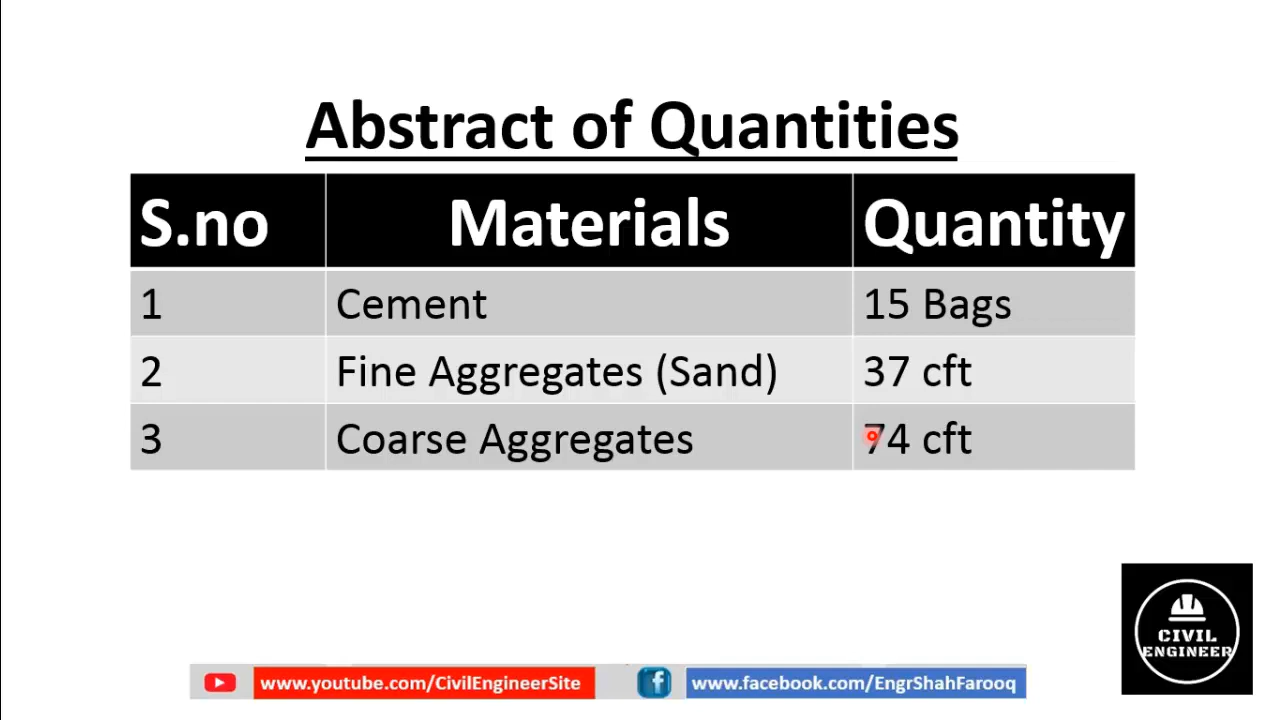 Abstract of Quantities
S.no Materials Quantity
1 Cement 15 Bags
2 Fine Aggregates (Sand) 37 cft
3 Coarse Aggregates 74 cft
CIVIL
ENGINEER
www.youtube.com/CivilEngineerSite www.facebook.com/EngrShahFarooq